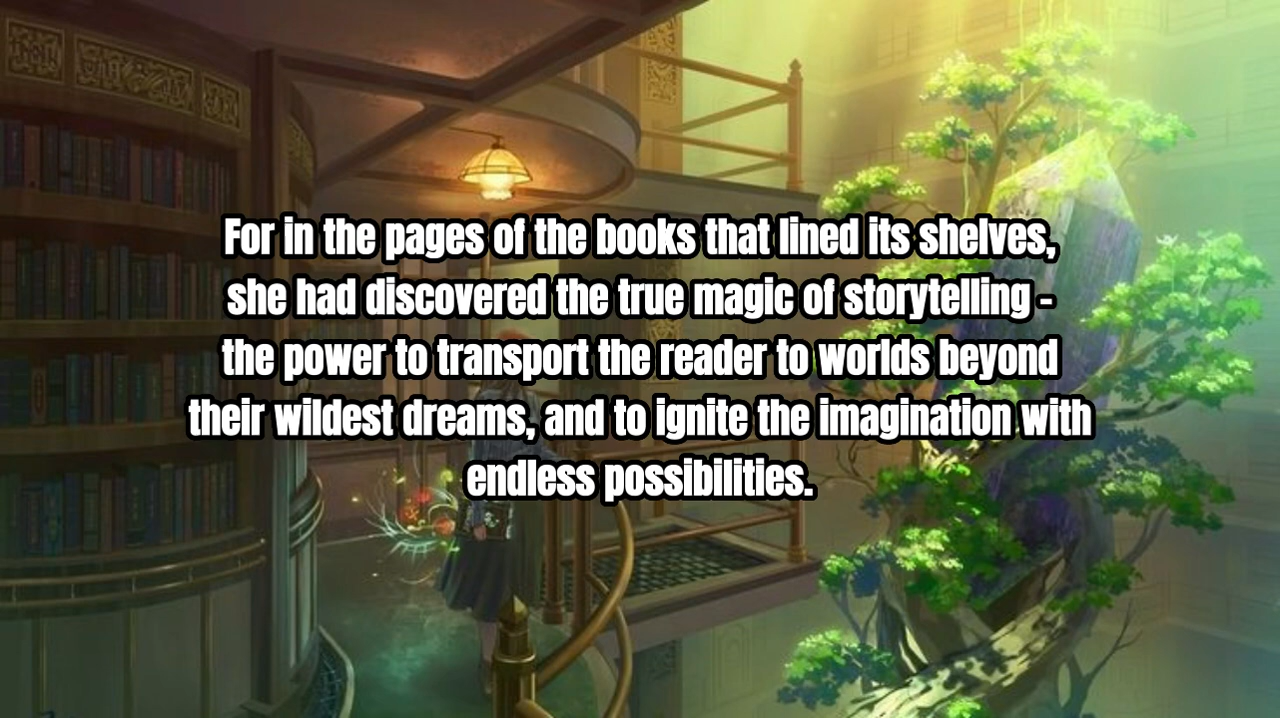 For in the pages of the books that lined its shelves,
she had discovered the true magic of storytelling -
the power to transport the reader to worlds beyond
their wildest dreams, and to ignite the imagination with
endless possibilities.